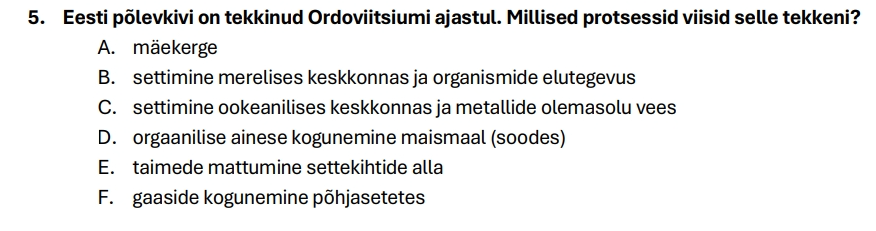 5. Eesti põlevkivi on tekkinud Ordoviitsiumi ajastul. Millised protsessid viisid selle tekkeni?
A. mäekerge
B. settimine merelises keskkonnas ja organismide elutegevus
C. settimine ookeanilises keskkonnas ja metallide olemasolu vees
D. orgaanilise ainese kogunemine maismaal (soodes)
E. taimede mattumine settekihtide alla
F. gaaside kogunemine põhjasetetes